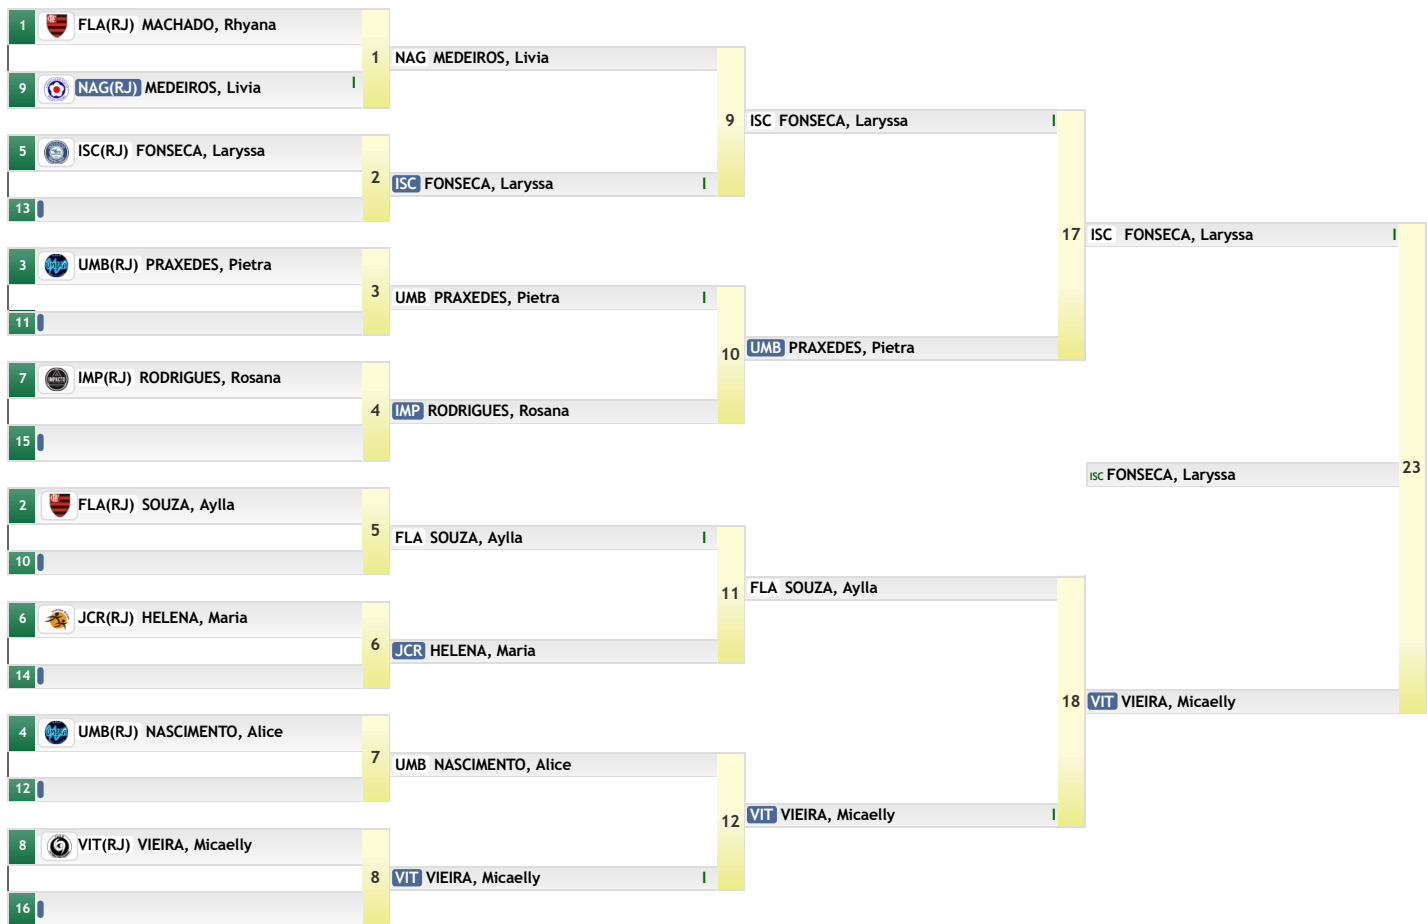 1 FLA(RJ) MACHADO, Rhyana
1 NAG MEDEIROS, Livia
9 NAG(RJ) MEDEIROS, Livia I
9 ISC FONSECA, Laryssa I
5 ISC(RJ) FONSECA, Laryssa
2 ISC FONSECA, Laryssa I
13
17 ISC FONSECA, Laryssa I
3 UMB(RJ) PRAXEDES, Pietra
3 UMB PRAXEDES, Pietra I
11
10 UMB PRAXEDES, Pietra
7 IMPACTO IMP(RJ) RODRIGUES, Rosana
4 IMP RODRIGUES, Rosana
15
23
ISC FONSECA, Laryssa
2 FLA(RJ) SOUZA, Aylla
5 FLA SOUZA, Aylla I
10
11 FLA SOUZA, Aylla
6 JCR(RJ) HELENA, Maria
6 JCR HELENA, Maria
14
18 VIT VIEIRA, Micaelly
4 UMB(RJ) NASCIMENTO, Alice
7 UMB NASCIMENTO, Alice
12
12 VIT VIEIRA, Micaelly I
8 VIT(RJ) VIEIRA, Micaelly
8 VIT VIEIRA, Micaelly I
16